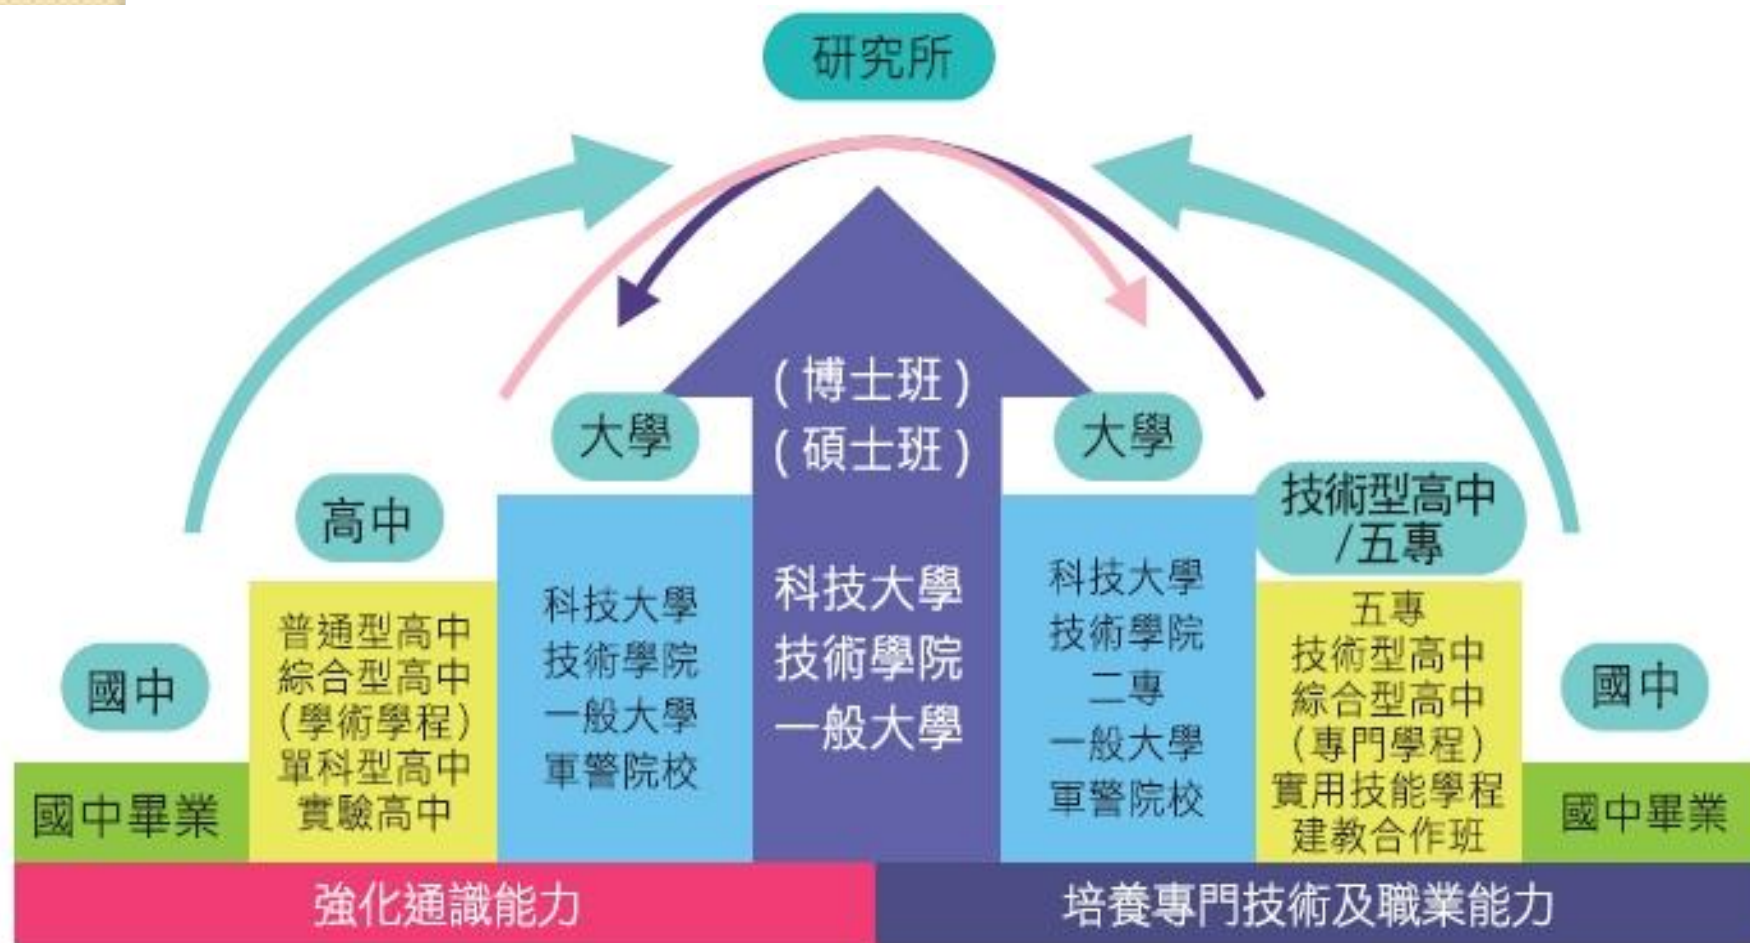 研究所
(博士班)
(碩士班)
科技大學
技術學院
一般大學
大學
科技大學
技術學院
一般大學
軍警院校
高中
普通型高中
綜合型高中
(學術學程)
單科型高中
實驗高中
國中
國中畢業
大學
科技大學
技術學院
二專
一般大學
軍警院校
技術型高中
/五專
五專
技術型高中
綜合型高中
(專門學程)
實用技能學程
建教合作班
國中
國中畢業
強化通識能力
培養專門技術及職業能力